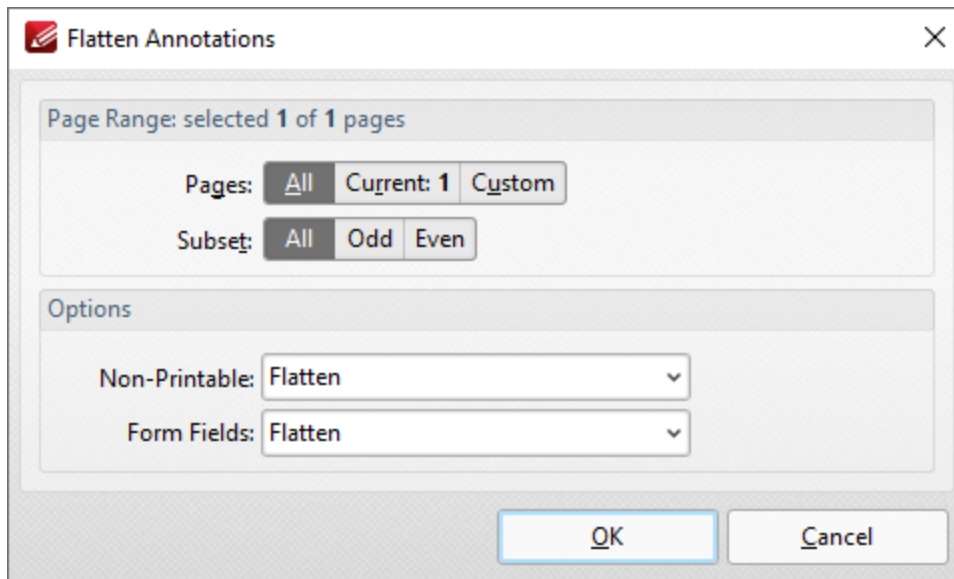 Flatten Annotations
Page Range: selected 1 of 1 pages
Pages: All Current: 1 Custom
Subset: All Odd Even
Options
Non-Printable: Flatten
Form Fields: Flatten
OK Cancel